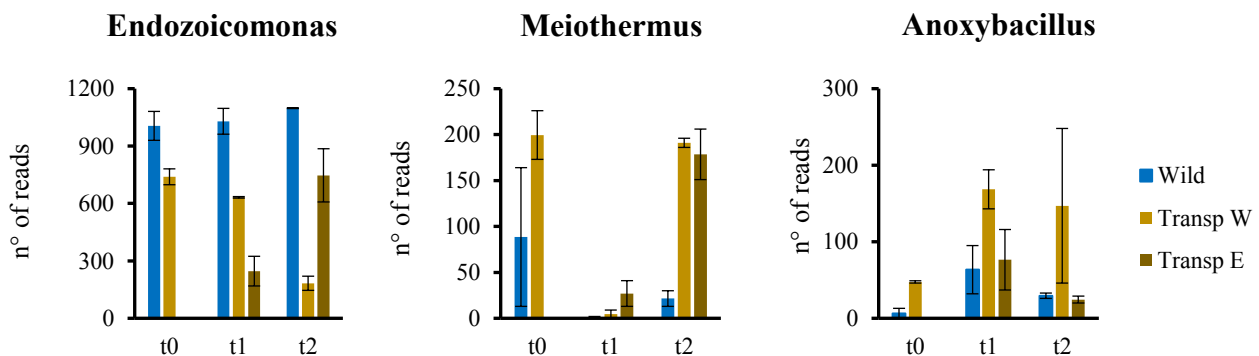 Endozoicomonas
n° of reads
1200
900
600
300
0
t0 t1 t2
Meiothermus
n° of reads
250
200
150
100
50
0
t0 t1 t2
Anoxybacillus
n° of reads
300
200
100
0
t0 t1 t2
Wild
Transp W
Transp E